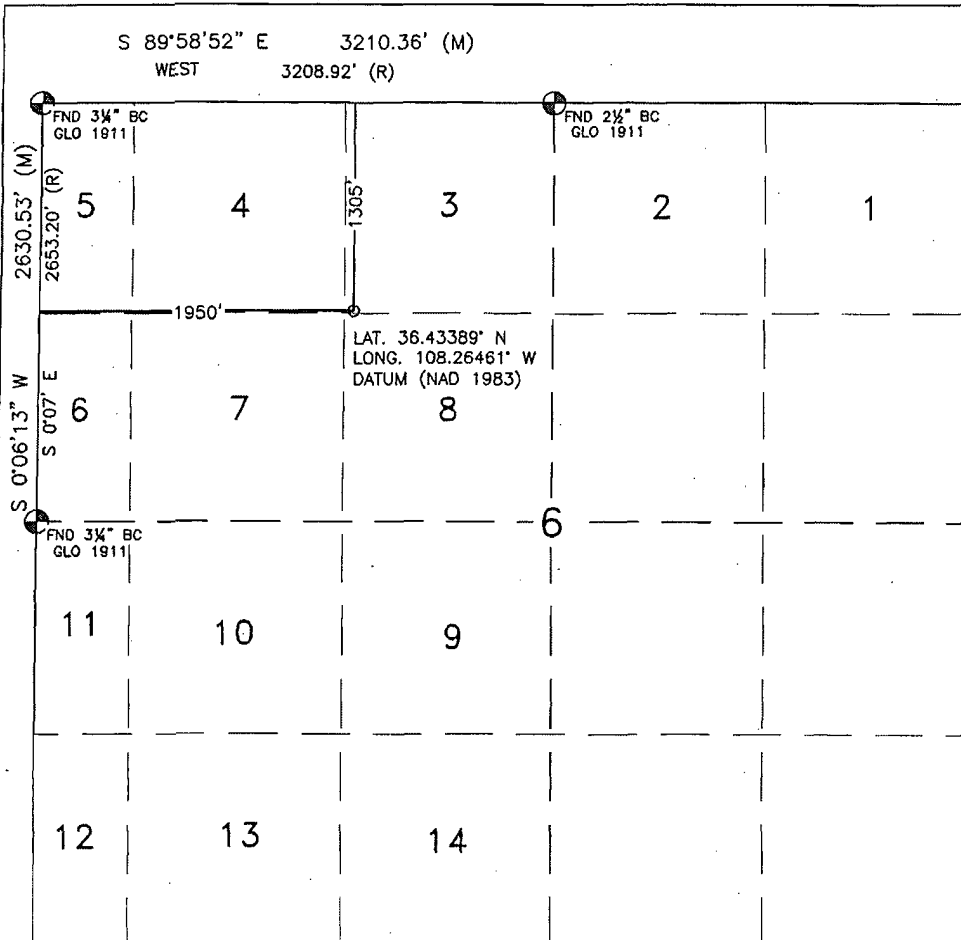 S 89°58'52" E 3210.36' (M)
WEST 3208.92' (R)
FND 3¼" BC
GLO 1911
FND 2½" BC
GLO 1911
2630.53' (M)
2653.20' (R)
5
4
1305'
3
2
1
1950'
LAT. 36.43389° N
LONG. 108.26461° W
DATUM (NAD 1983)
S 0°06'13" W
S 0°07' E
6
7
8
FND 3¼" BC
GLO 1911
6
11
10
9
12
13
14